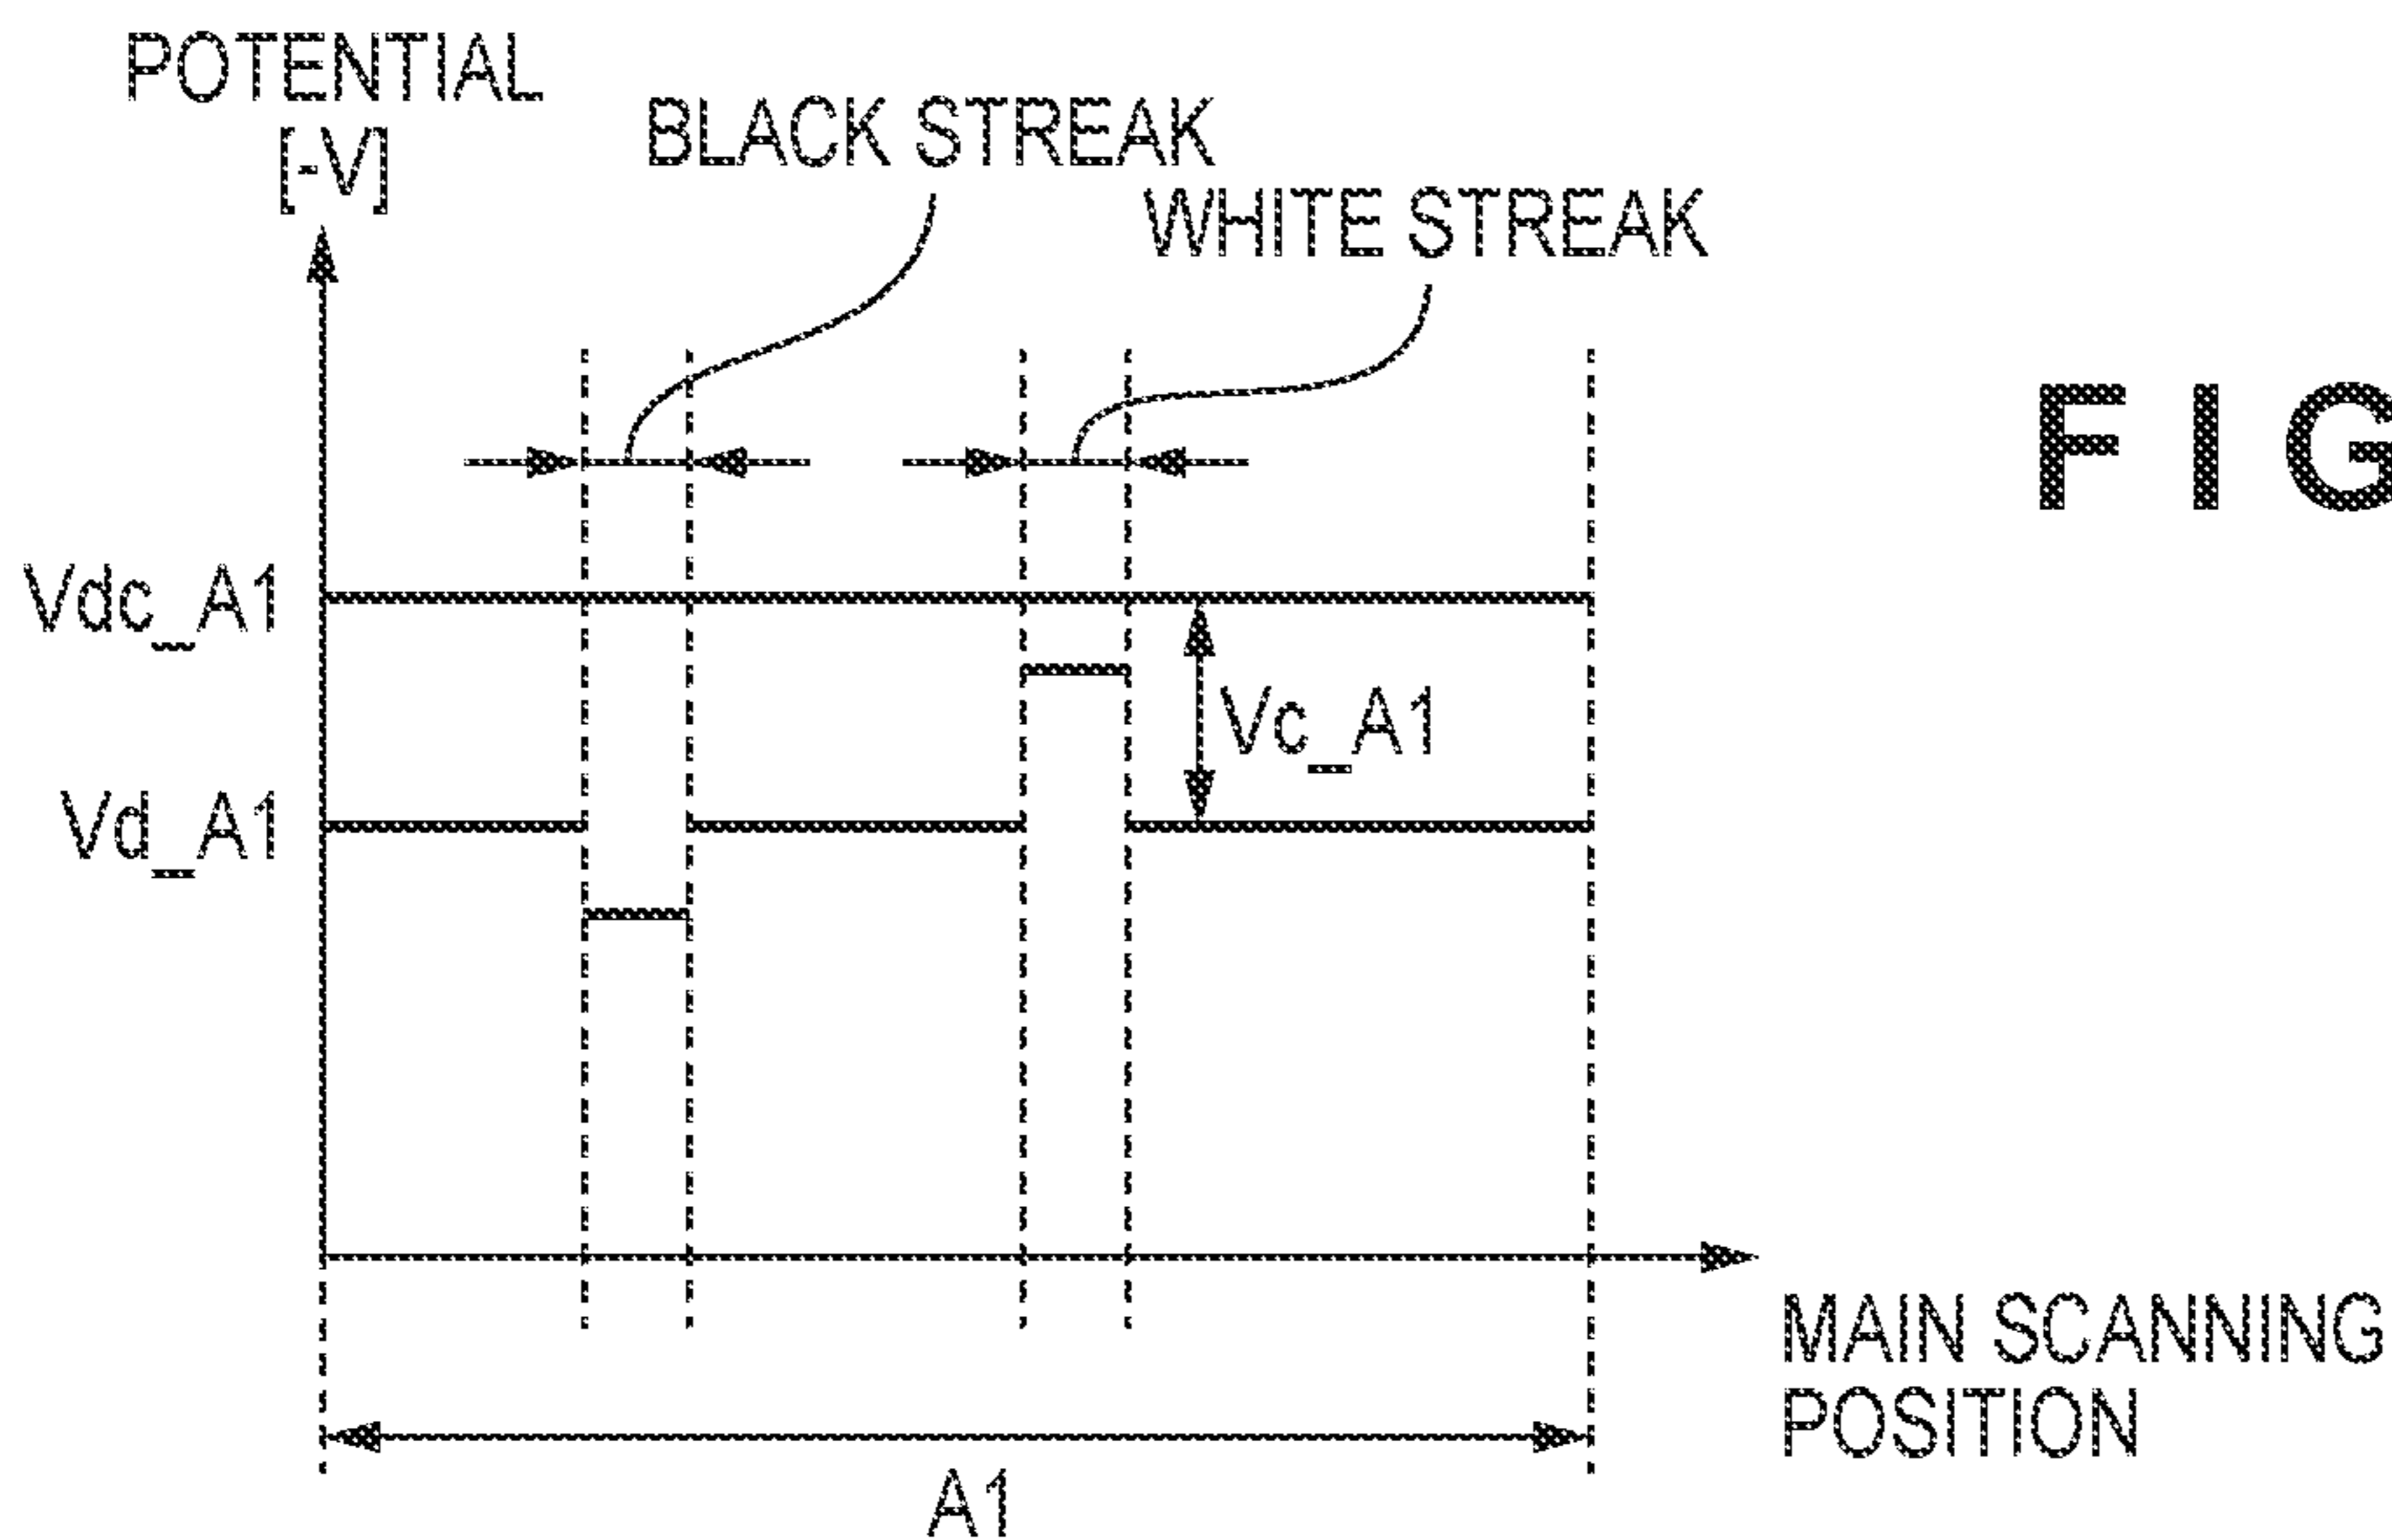 POTENTIAL
[-V]
BLACK STREAK
WHITE STREAK
FIG
Vdc_A1
Vc_A1
Vd_A1
MAIN SCANNING
POSITION
A1